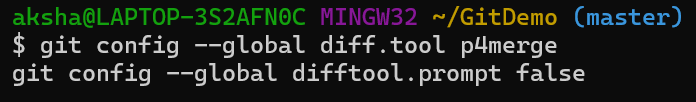 aksha@LAPTOP-3S2AFN0C MINGW32 ~/GitDemo (master)
$ git config --global diff.tool p4merge
git config --global difftool.prompt false